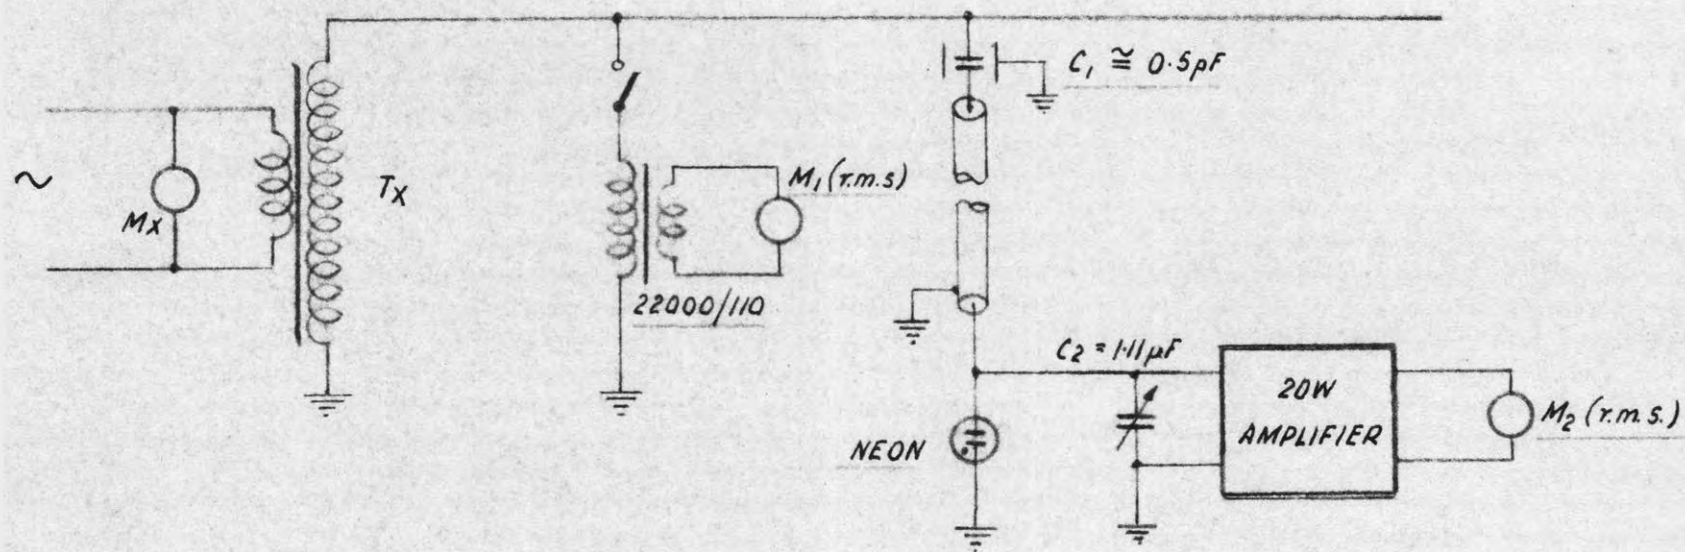 C₁ ≅ 0.5pF
~
Mx
Tx
M₁ (r.m.s)
22000/110
C₂ = 1.11µF
NEON
20W
AMPLIFIER
M₂ (r.m.s.)